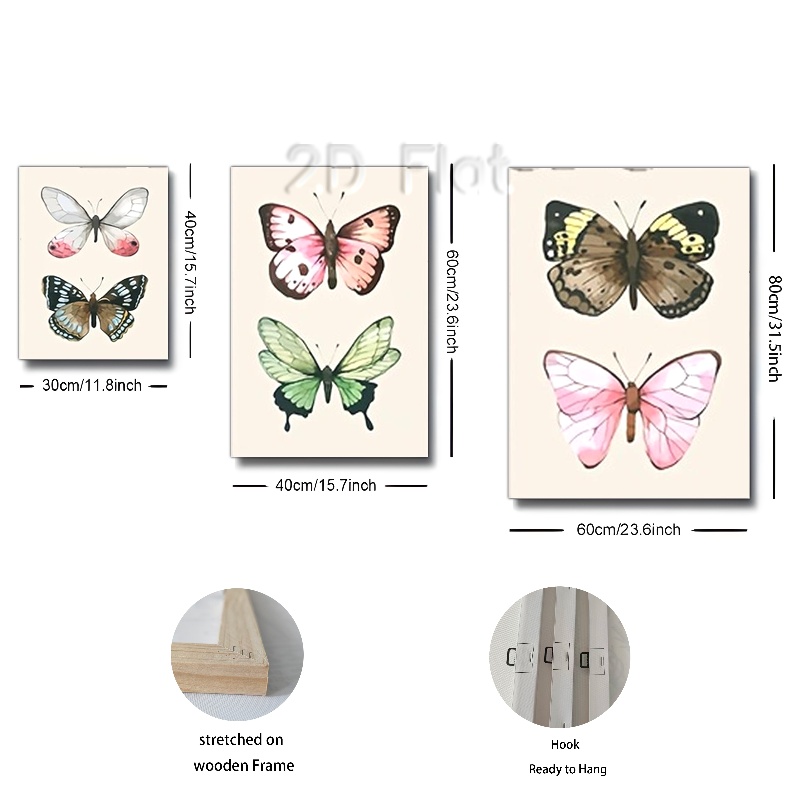 2D Flat
40cm/15.7inch
30cm/11.8inch
60cm/23.6inch
40cm/15.7inch
80cm/31.5inch
60cm/23.6inch
stretched on
wooden Frame
Hook
Ready to Hang